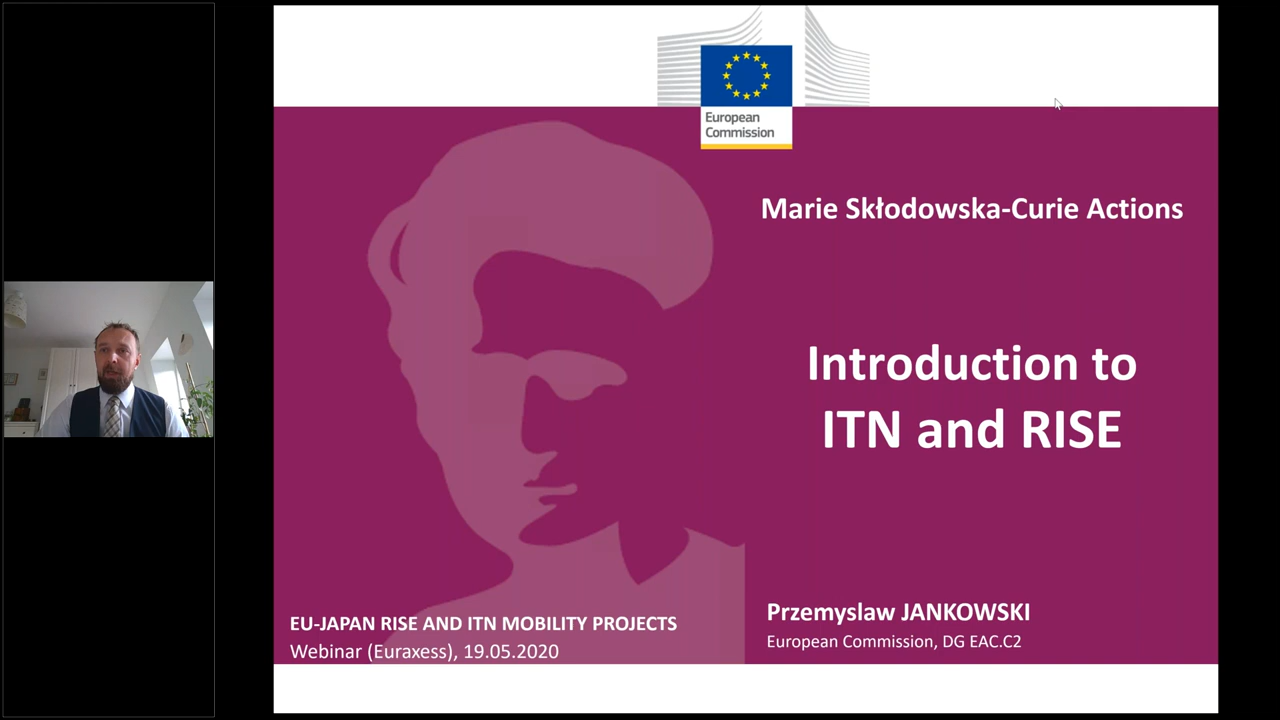 European
Commission
Marie Skłodowska-Curie Actions
Introduction to
ITN and RISE
EU-JAPAN RISE AND ITN MOBILITY PROJECTS
Webinar (Euraxess), 19.05.2020
Przemyslaw JANKOWSKI
European Commission, DG EAC.C2